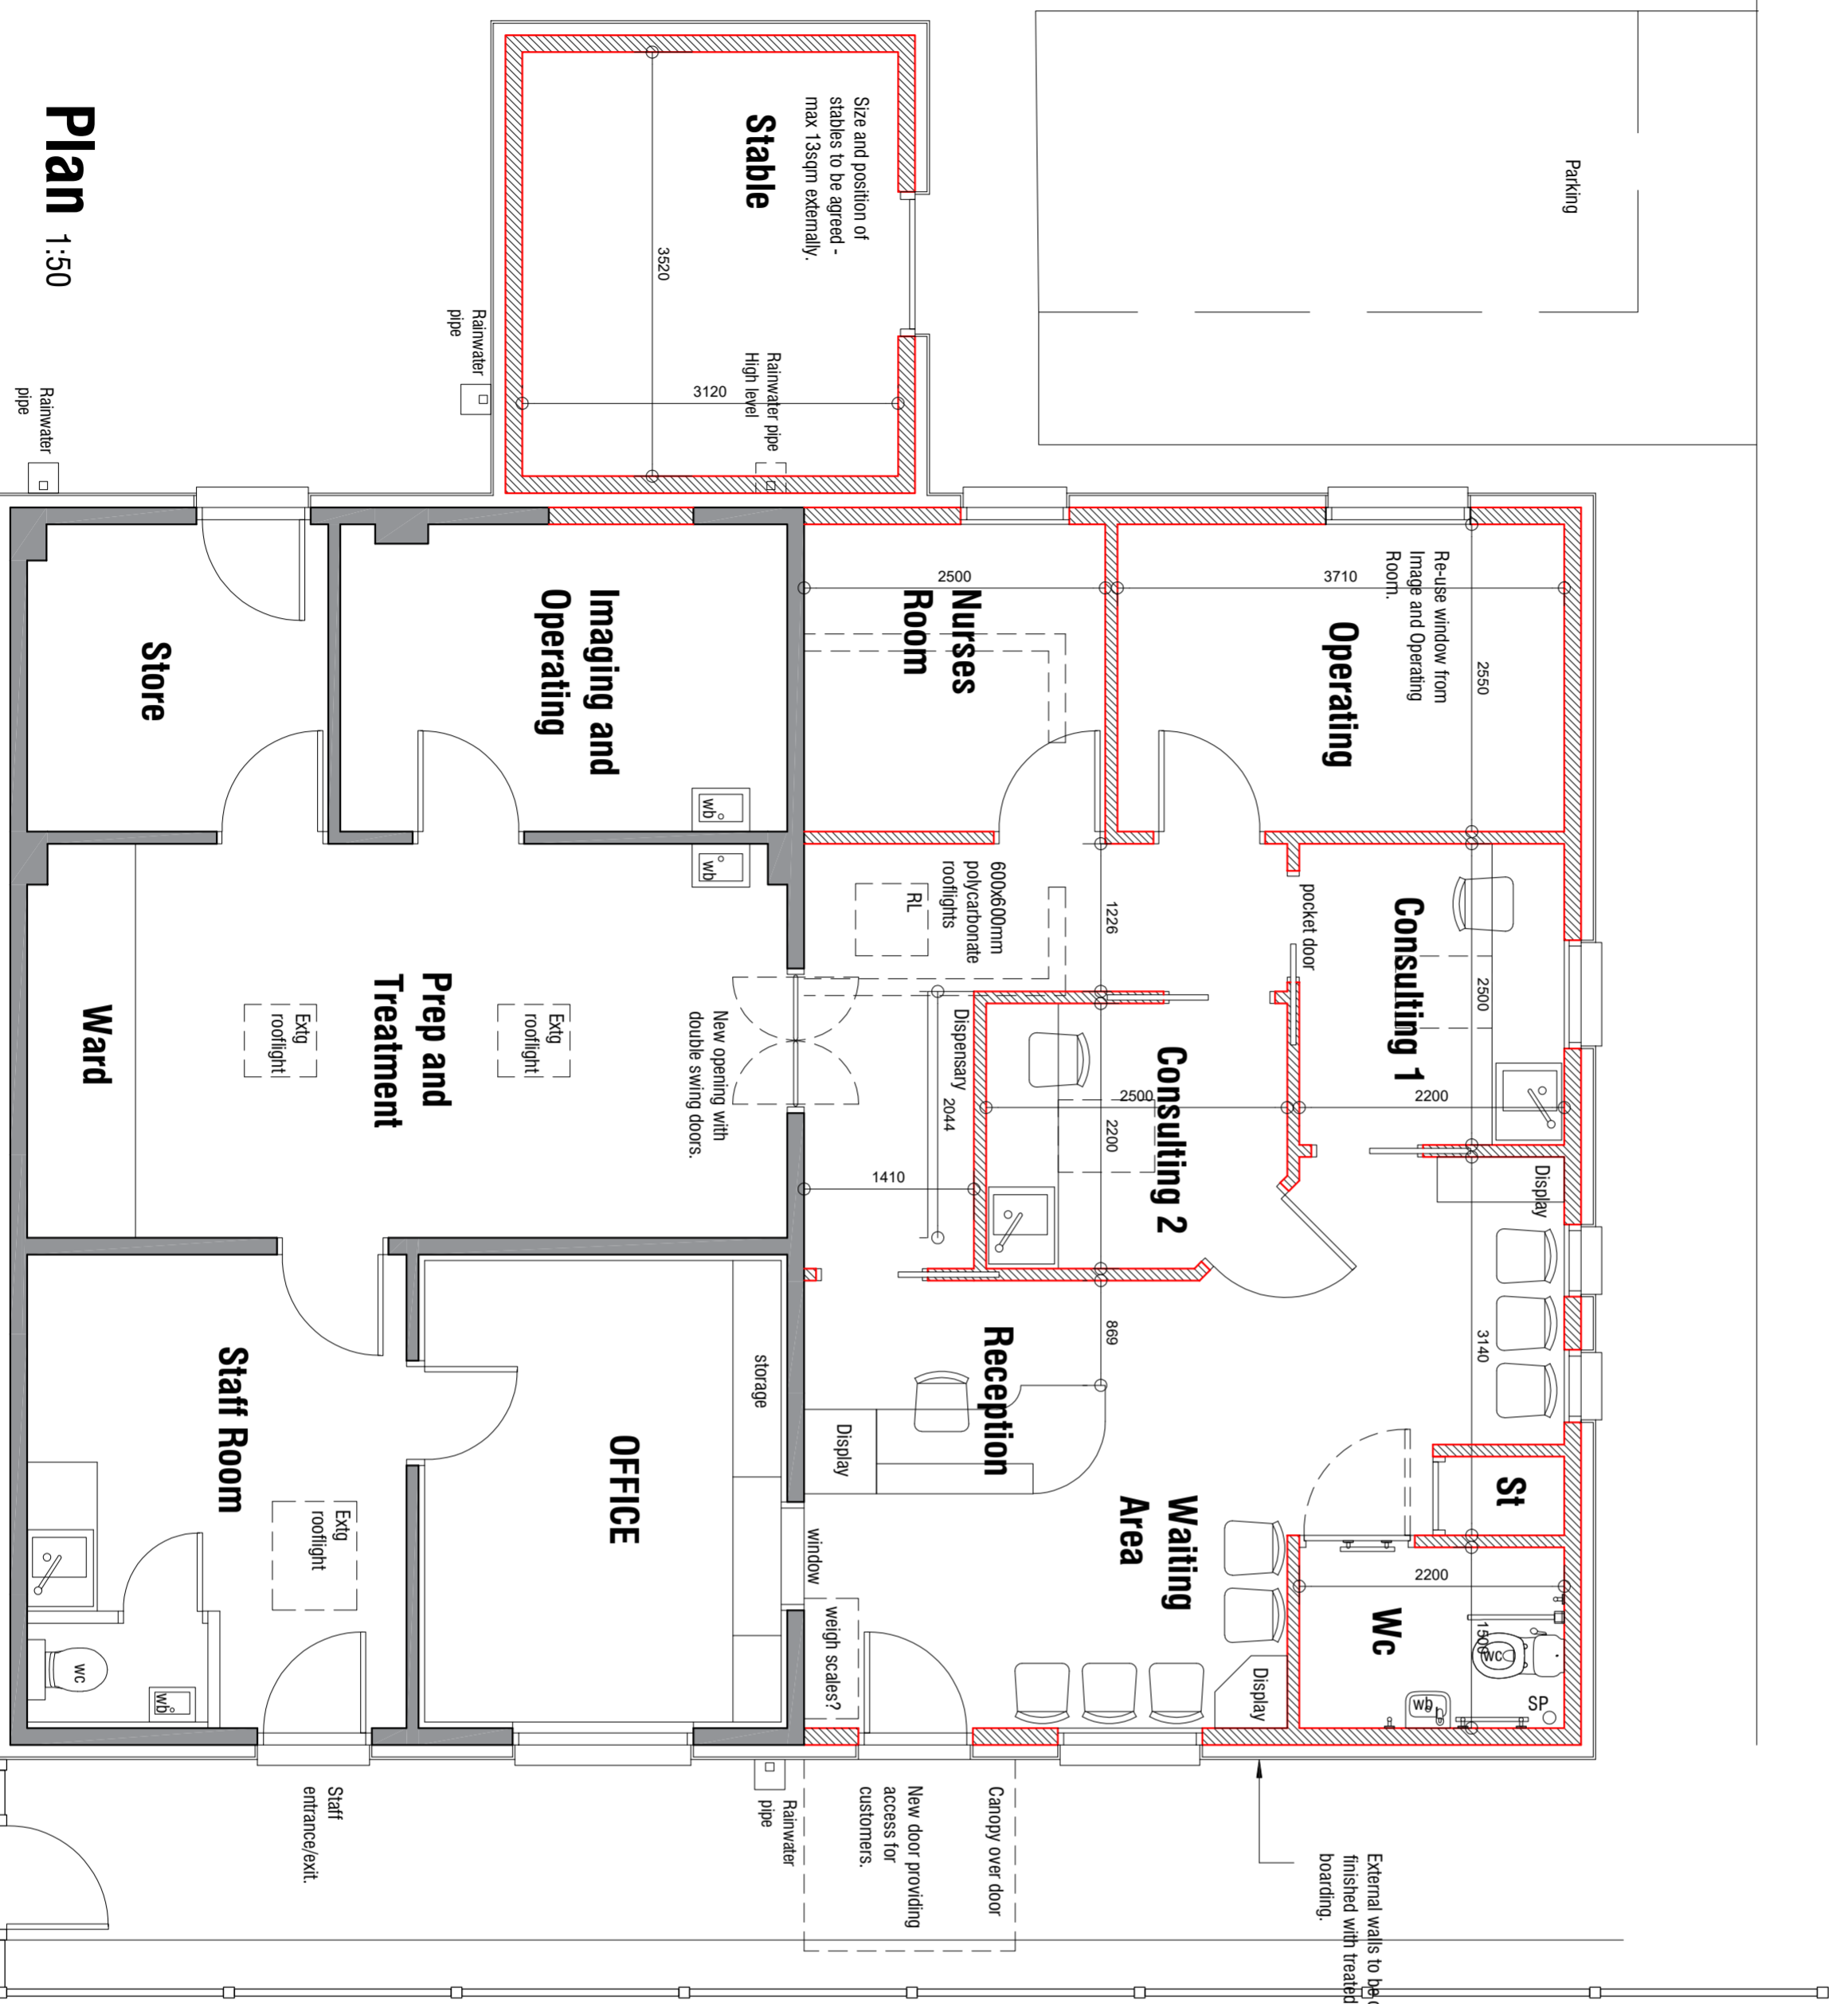 Parking
Size and position of
stables to be agreed -
max 13sqm externally.
Stable
3520
3120
Rainwater pipe
High level
Rainwater
pipe
Rainwater
pipe
Plan 1:50
Re-use window from
Image and Operating
Room.
Operating
2550
3710
2500
Nurses
Room
Imaging and
Operating
wb
Store
Consulting 1
2500
2200
pocket door
1226
600x600mm
polycarbonate
rooflights
RL
Dispensary
2044
Consulting 2
2500
2200
1410
wb
New opening with
double swing doors.
Extg
rooflight
Extg
rooflight
Prep and
Treatment
Ward
Display
3140
869
Reception
Display
St
Waiting
Area
Wc
2200
1509
wc
wb
SP
Display
window
weigh scales?
storage
OFFICE
Staff Room
Extg
rooflight
wc
wb
External walls to be
finished with treated
boarding.
Canopy over door
New door providing
access for
customers.
Rainwater
pipe
Staff
entrance/exit.